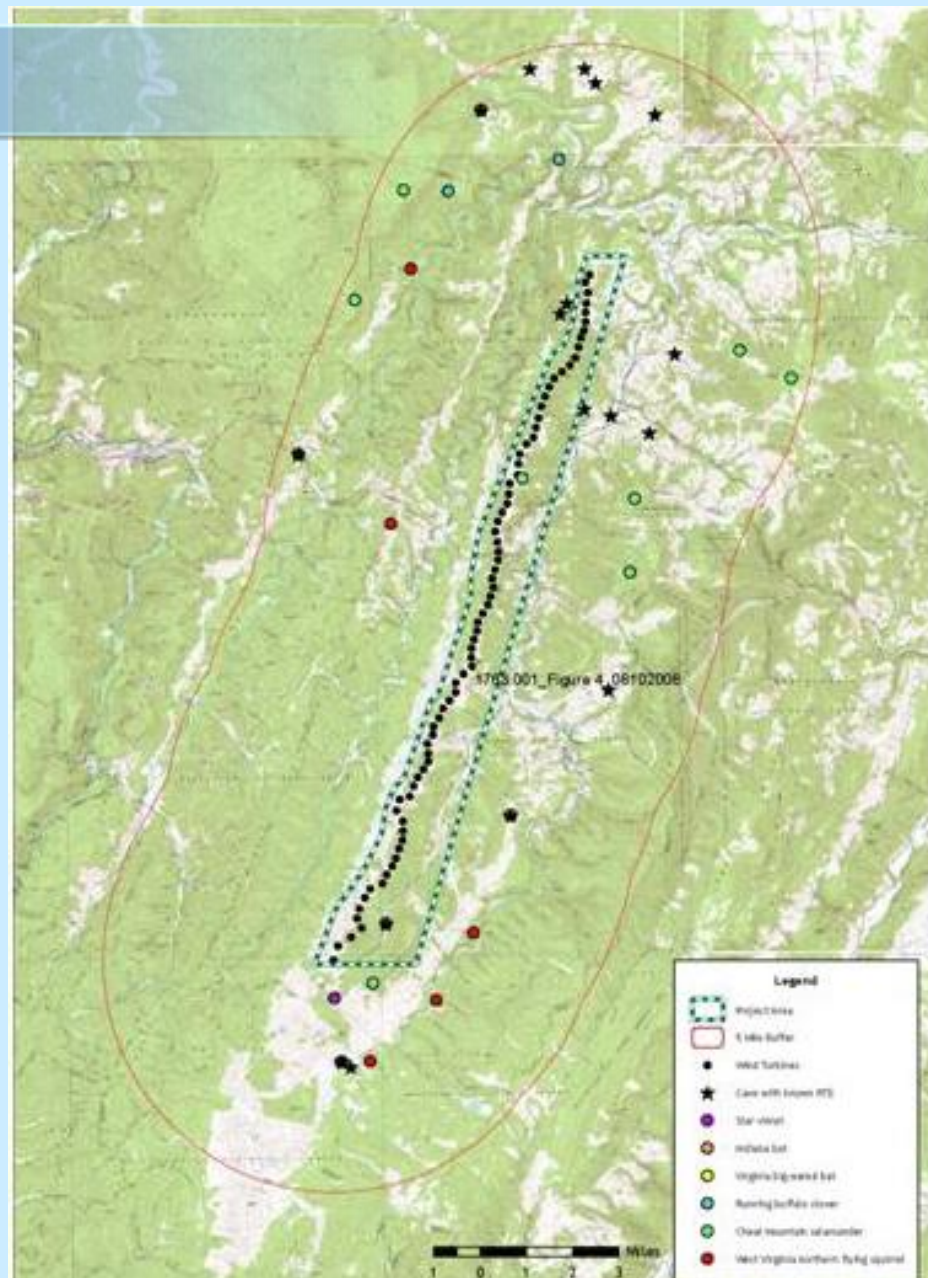 1763.001_Figure 4_08102008
Legend
Project Area
5 Mile Buffer
Wind Turbines
Cave with known RTE
Star violet
Indiana bat
Virginia big-eared bat
Running buffalo clover
Cheat mountain salamander
West Virginia northern flying squirrel
Miles
1 0 1 2 3